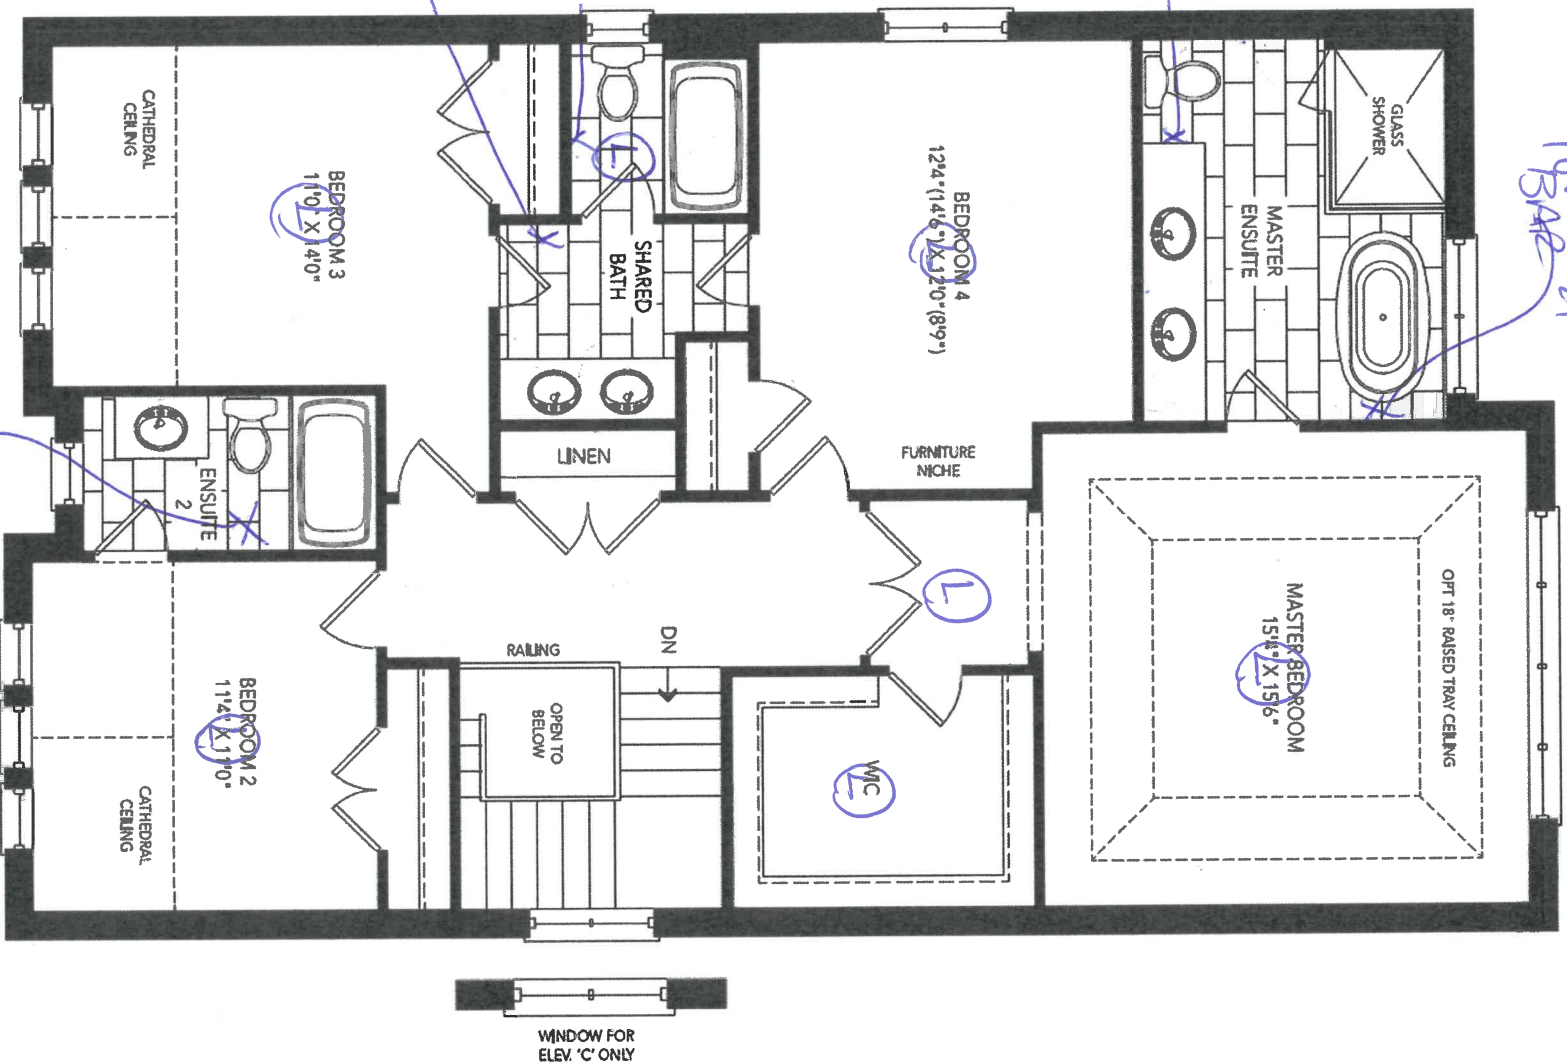 CATHEDRAL
CEILING
BEDROOM 3
11'0" X 14'0"
L
L
SHARED
BATH
BEDROOM 4
12'4"(14'6") X 12'0"(8'9")
L
MASTER
ENSUITE
GLASS
SHOWER
BAR
ENSUITE
2
LINEN
FURNITURE
NICHE
L
RAILING
DN
OPEN TO
BELOW
BEDROOM 2
11'4" X 11'0"
L
CATHEDRAL
CEILING
WIC
L
MASTER BEDROOM
15'4" X 15'6"
L
OPT 18" RAISED TRAY CEILING
WINDOW FOR
ELEV. 'C' ONLY